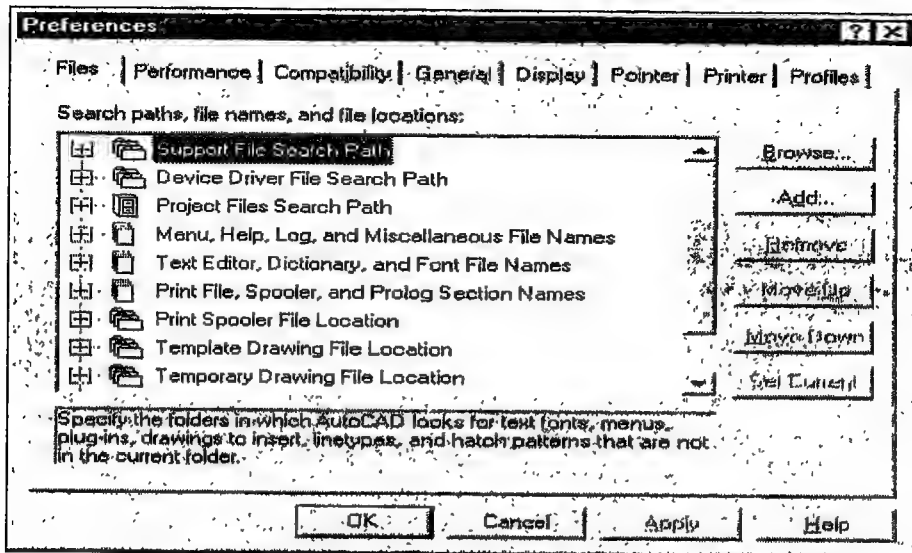 Preferences
Files Performance Compatibility General Display Pointer Printer Profiles
Search paths, file names, and file locations:
Support File Search Path
Device Driver File Search Path
Project Files Search Path
Menu, Help, Log, and Miscellaneous File Names
Text Editor, Dictionary, and Font File Names
Print File, Spooler, and Prolog Section Names
Print Spooler File Location
Template Drawing File Location
Temporary Drawing File Location
Browse...
Add...
Remove
Move Up
Move Down
Set Current
Specify the folders in which AutoCAD looks for text fonts, menus,
plug-ins, drawings to insert, linetypes, and hatch patterns that are not
in the current folder.
OK Cancel Apply Help